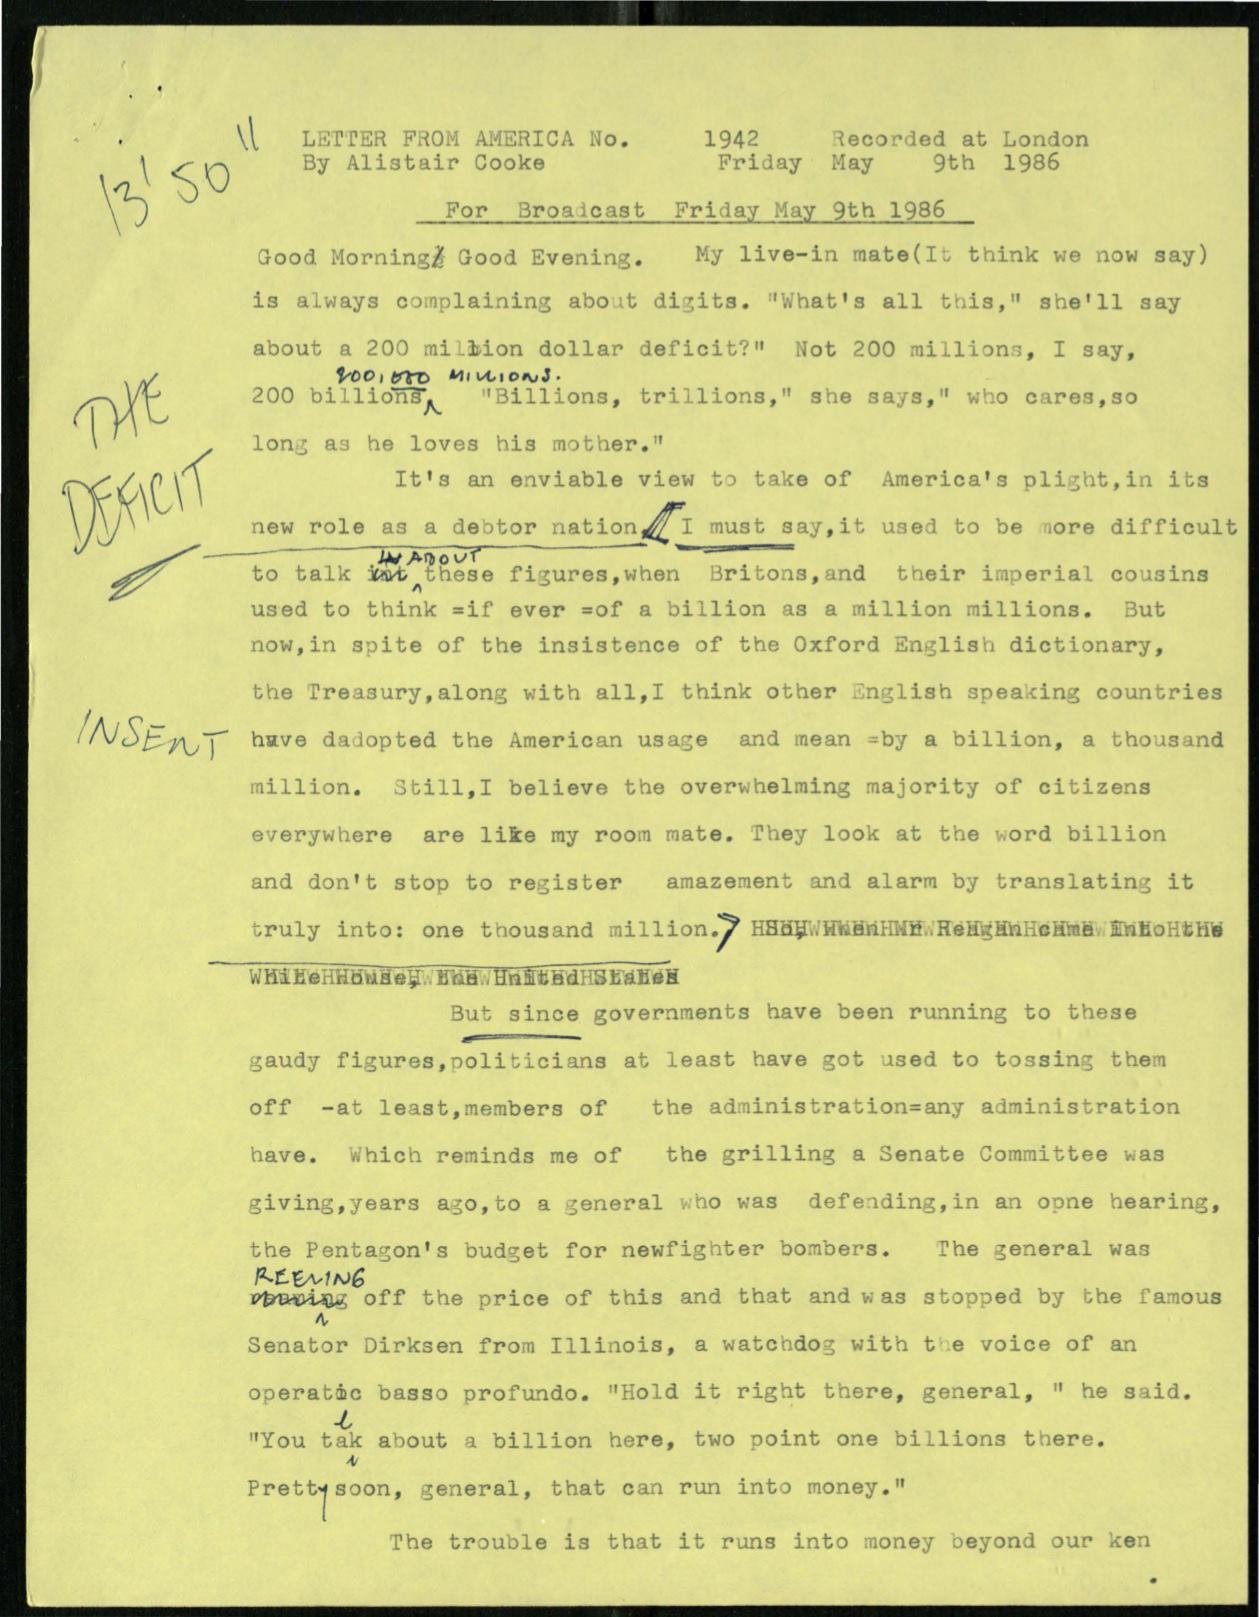 13' 50"
LETTER FROM AMERICA No. 1942 Recorded at London
By Alistair Cooke Friday May 9th 1986
For Broadcast Friday May 9th 1986
Good Morning Good Evening. My live-in mate(It think we now say)
is always complaining about digits. "What's all this," she'll say
about a 200 million dollar deficit?" Not 200 millions, I say,
200,000 MILLIONS.
200 billions, "Billions, trillions," she says," who cares,so
long as he loves his mother."
THE
DEFICIT
It's an enviable view to take of America's plight,in its
new role as a debtor nation. I must say,it used to be more difficult
IN ABOUT
to talk these figures,when Britons,and their imperial cousins
used to think =if ever =of a billion as a million millions. But
now,in spite of the insistence of the Oxford English dictionary,
the Treasury,along with all,I think other English speaking countries
INSERT
have dadopted the American usage and mean =by a billion, a thousand
million. Still,I believe the overwhelming majority of citizens
everywhere are like my room mate. They look at the word billion
and don't stop to register amazement and alarm by translating it
truly into: one thousand million. So, when Mr Reagan came into the
White House, the United States
But since governments have been running to these
gaudy figures,politicians at least have got used to tossing them
off -at least,members of the administration=any administration
have. Which reminds me of the grilling a Senate Committee was
giving,years ago,to a general who was defending,in an opne hearing,
the Pentagon's budget for newfighter bombers. The general was
REELING
off the price of this and that and was stopped by the famous
Senator Dirksen from Illinois, a watchdog with the voice of an
operatic basso profundo. "Hold it right there, general, " he said.
l
"You tak about a billion here, two point one billions there.
Pretty soon, general, that can run into money."
The trouble is that it runs into money beyond our ken